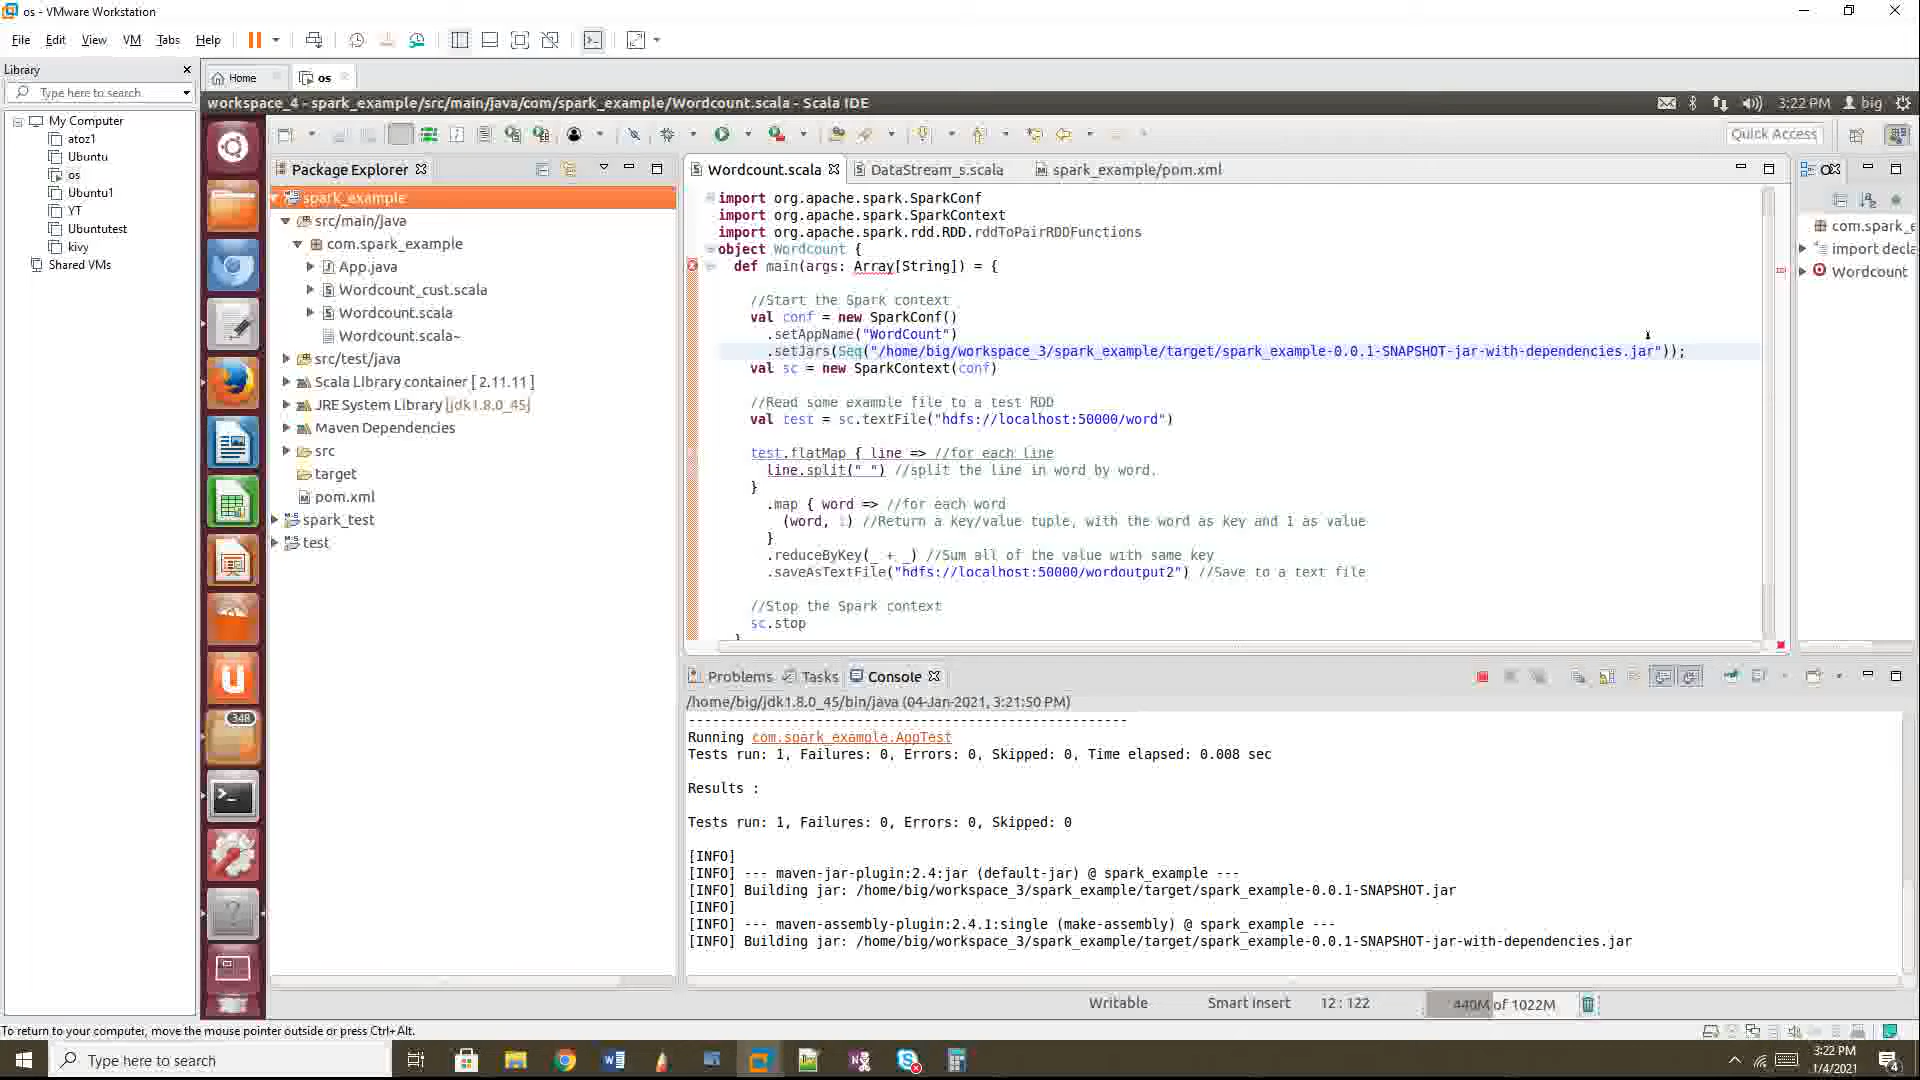 os - VMware Workstation
File Edit View VM Tabs Help
Library
Type here to search
My Computer
atoz1
Ubuntu
os
Ubuntu1
YT
Ubuntutest
kivy
Shared VMs
Home
os
workspace_4 - spark_example/src/main/java/com/spark_example/Wordcount.scala - Scala IDE
3:22 PM big
Quick Access
Package Explorer
spark_example
src/main/java
com.spark_example
App.java
Wordcount_cust.scala
Wordcount.scala
Wordcount.scala~
src/test/java
Scala Library container [ 2.11.11 ]
JRE System Library [jdk1.8.0_45]
Maven Dependencies
src
target
pom.xml
spark_test
test
348
Wordcount.scala
DataStream_s.scala
spark_example/pom.xml
import org.apache.spark.SparkConf
import org.apache.spark.SparkContext
import org.apache.spark.rdd.RDD.rddToPairRDDFunctions
object Wordcount {
def main(args: Array[String]) = {
//Start the Spark context
val conf = new SparkConf()
.setAppName("WordCount")
.setJars(Seq("/home/big/workspace_3/spark_example/target/spark_example-0.0.1-SNAPSHOT-jar-with-dependencies.jar"));
val sc = new SparkContext(conf)
//Read some example file to a test RDD
val test = sc.textFile("hdfs://localhost:50000/word")
test.flatMap { line => //for each line
line.split(" ") //split the line in word by word.
}
.map { word => //for each word
(word, 1) //Return a key/value tuple, with the word as key and 1 as value
}
.reduceByKey(_ + _) //Sum all of the value with same key
.saveAsTextFile("hdfs://localhost:50000/wordoutput2") //Save to a text file
//Stop the Spark context
sc.stop
}
com.spark_e
import decla
Wordcount
Problems Tasks Console
/home/big/jdk1.8.0_45/bin/java (04-Jan-2021, 3:21:50 PM)
-------------------------------------------------------
Running com.spark_example.AppTest
Tests run: 1, Failures: 0, Errors: 0, Skipped: 0, Time elapsed: 0.008 sec
Results :
Tests run: 1, Failures: 0, Errors: 0, Skipped: 0
[INFO]
[INFO] --- maven-jar-plugin:2.4:jar (default-jar) @ spark_example ---
[INFO] Building jar: /home/big/workspace_3/spark_example/target/spark_example-0.0.1-SNAPSHOT.jar
[INFO]
[INFO] --- maven-assembly-plugin:2.4.1:single (make-assembly) @ spark_example ---
[INFO] Building jar: /home/big/workspace_3/spark_example/target/spark_example-0.0.1-SNAPSHOT-jar-with-dependencies.jar
Writable
Smart Insert
12 : 122
440M of 1022M
To return to your computer, move the mouse pointer outside or press Ctrl+Alt.
Type here to search
3:22 PM
1/4/2021
4